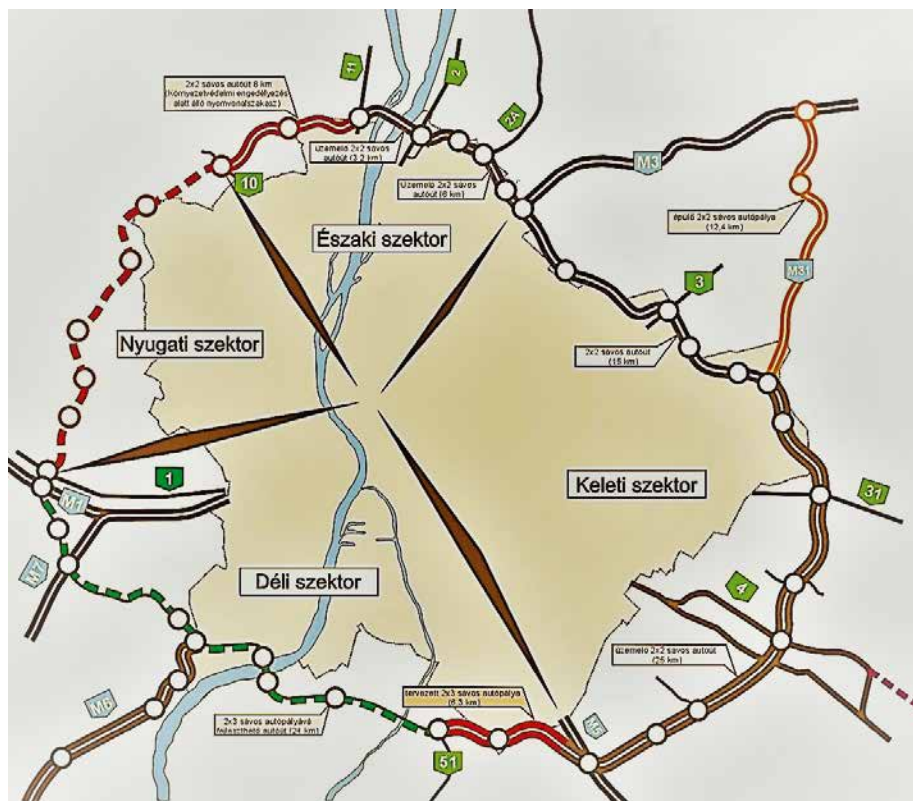 11
2
2x2 sávos autóút 8 km
(Környezetvédelmi engedélyezés
alatt álló nyomvonalszakasz)
2A
üzemelő 2x2 sávos
autóút (3,2 km)
M3
10
Üzemelő 2x2 sávos
autóút (6 km)
épülő 2x2 sávos autópálya
(12,4 km)
Északi szektor
M31
3
Nyugati szektor
2x2 sávos autóút
(15 km)
1
M1
Keleti szektor
31
M7
Déli szektor
4
üzemelő 2x2 sávos autóút
(25 km)
M6
tervezett 2x3 sávos autópálya
(6,3 km)
2x3 sávos autópályává
fejleszthető autóút (24 km)
M5
51